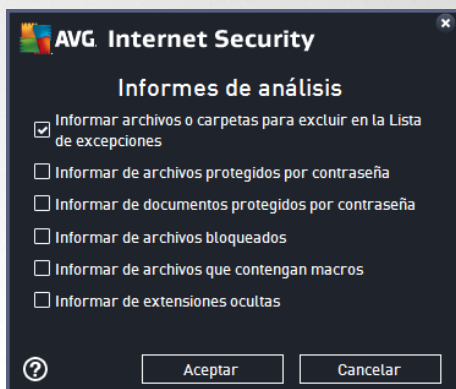 AVG Internet Security
Informes de análisis
Informar archivos o carpetas para excluir en la Lista
de excepciones
Informar de archivos protegidos por contraseña
Informar de documentos protegidos por contraseña
Informar de archivos bloqueados
Informar de archivos que contengan macros
Informar de extensiones ocultas
? Aceptar Cancelar